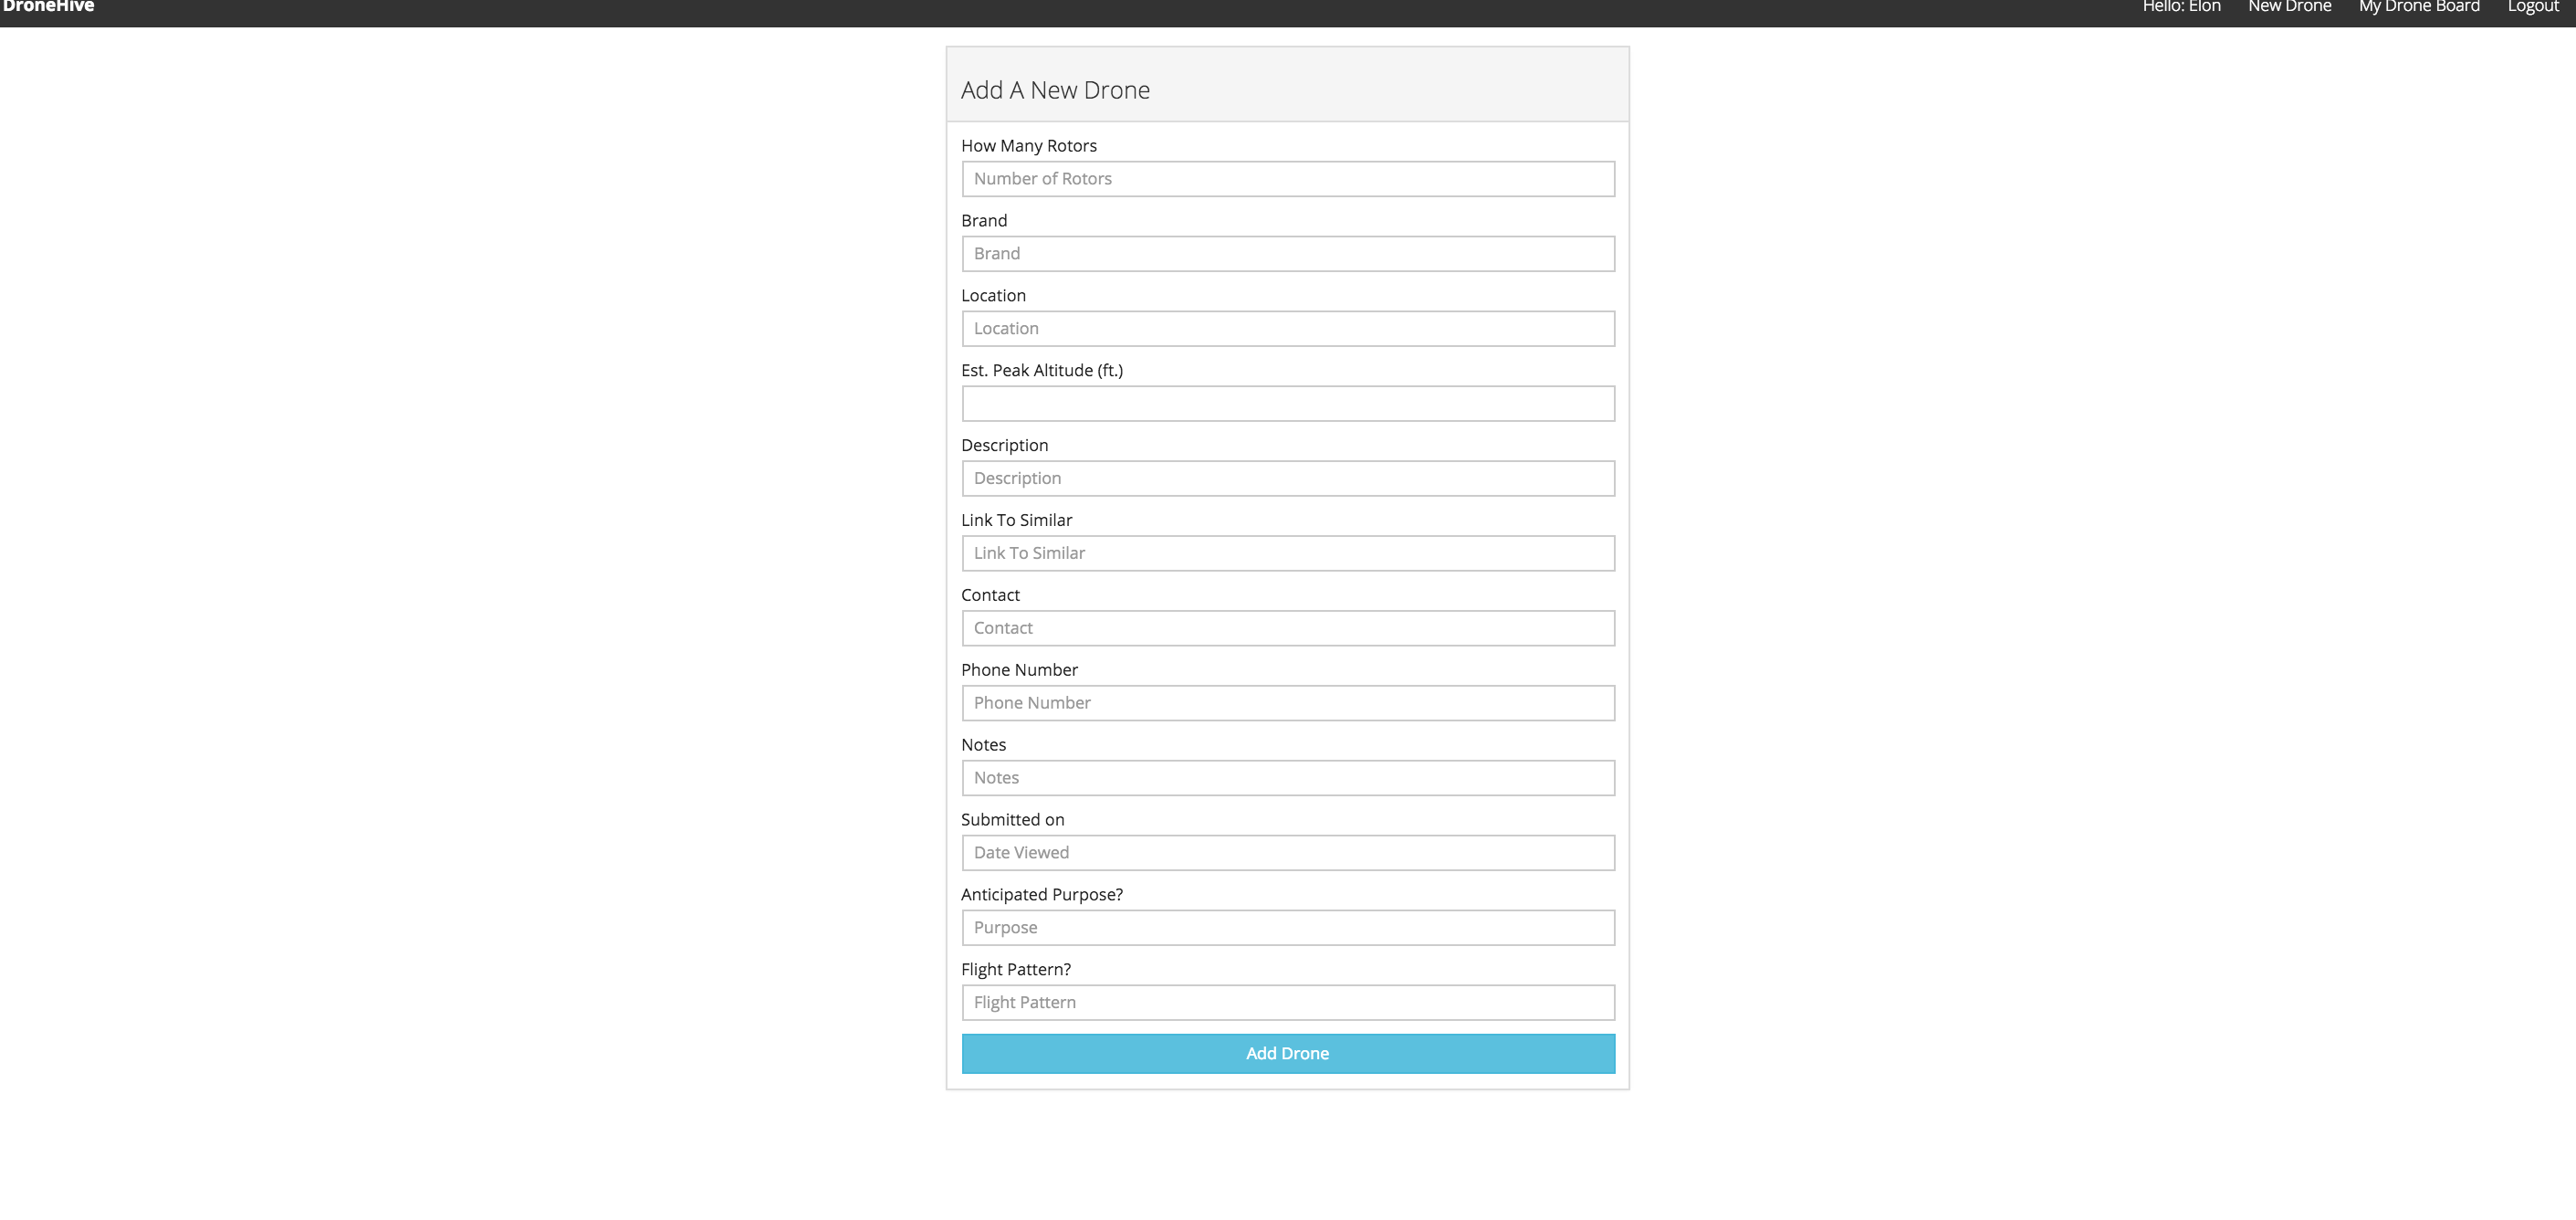 DroneHive
Hello: Elon New Drone My Drone Board Logout
Add A New Drone
How Many Rotors
Number of Rotors
Brand
Brand
Location
Location
Est. Peak Altitude (ft.)
Description
Description
Link To Similar
Link To Similar
Contact
Contact
Phone Number
Phone Number
Notes
Notes
Submitted on
Date Viewed
Anticipated Purpose?
Purpose
Flight Pattern?
Flight Pattern
Add Drone